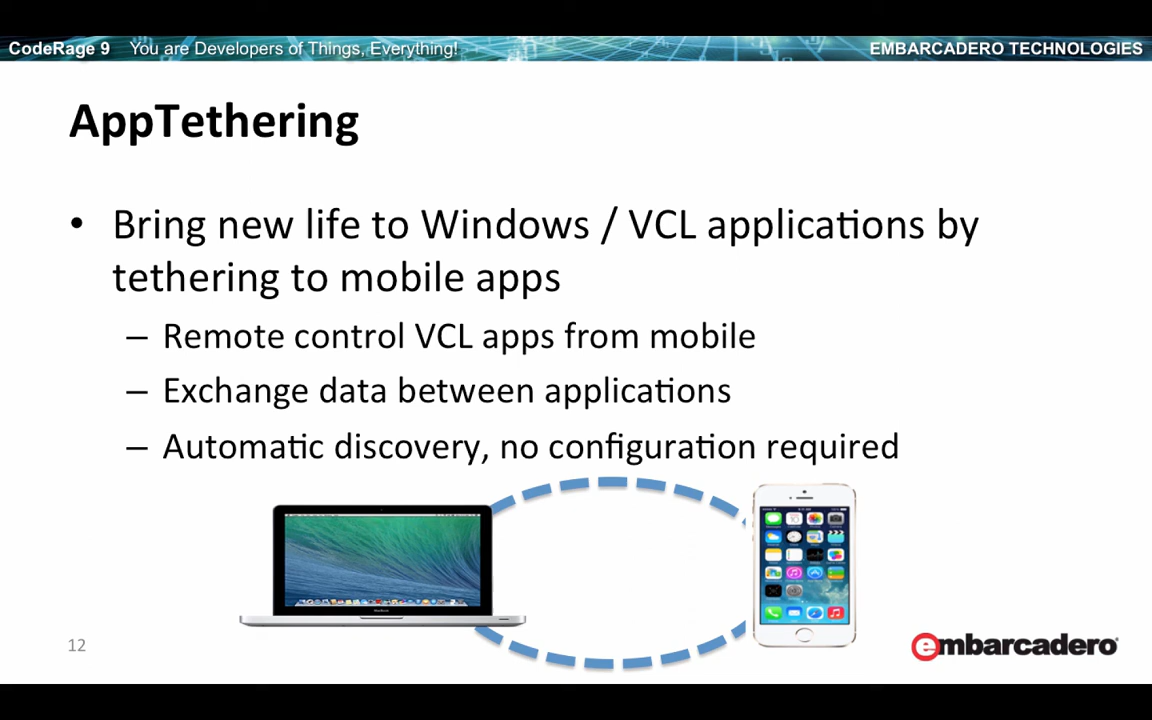 CodeRage 9 You are Developers of Things, Everything!
EMBARCADERO TECHNOLOGIES
AppTethering
• Bring new life to Windows / VCL applications by
tethering to mobile apps
– Remote control VCL apps from mobile
– Exchange data between applications
– Automatic discovery, no configuration required
12
embarcadero®